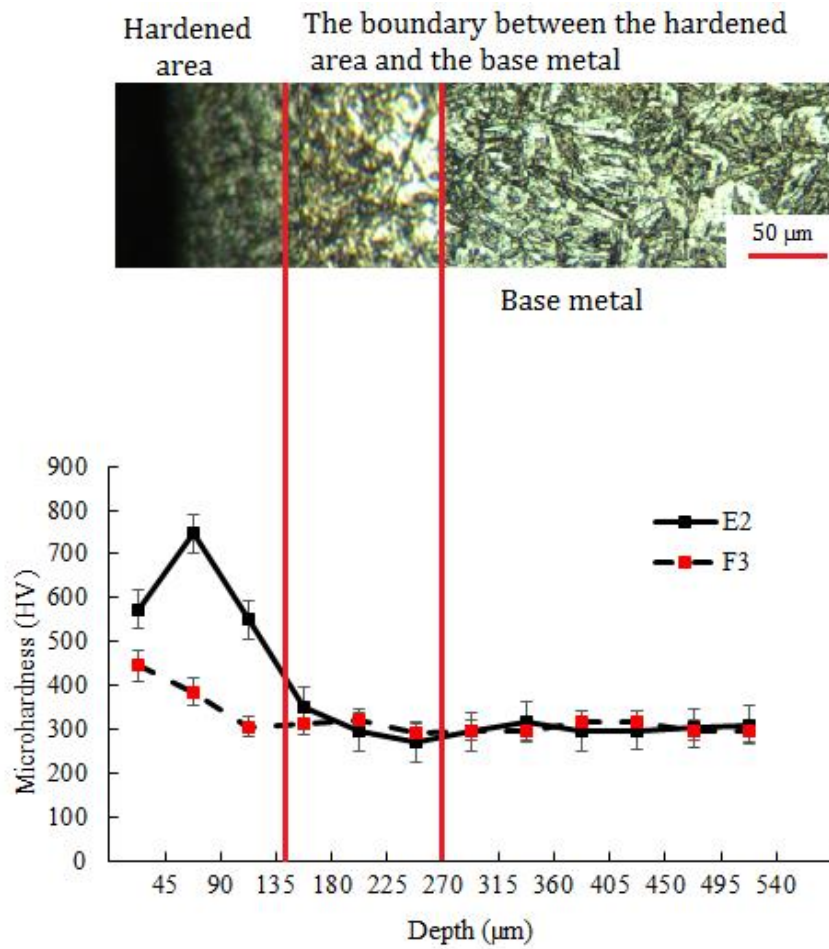 Hardened
area
The boundary between the hardened
area and the base metal
50 μm
Base metal
900
800
700
600
500
400
300
200
100
0
Microhardness (HV)
E2
F3
45 90 135 180 225 270 315 360 405 450 495 540
Depth (μm)